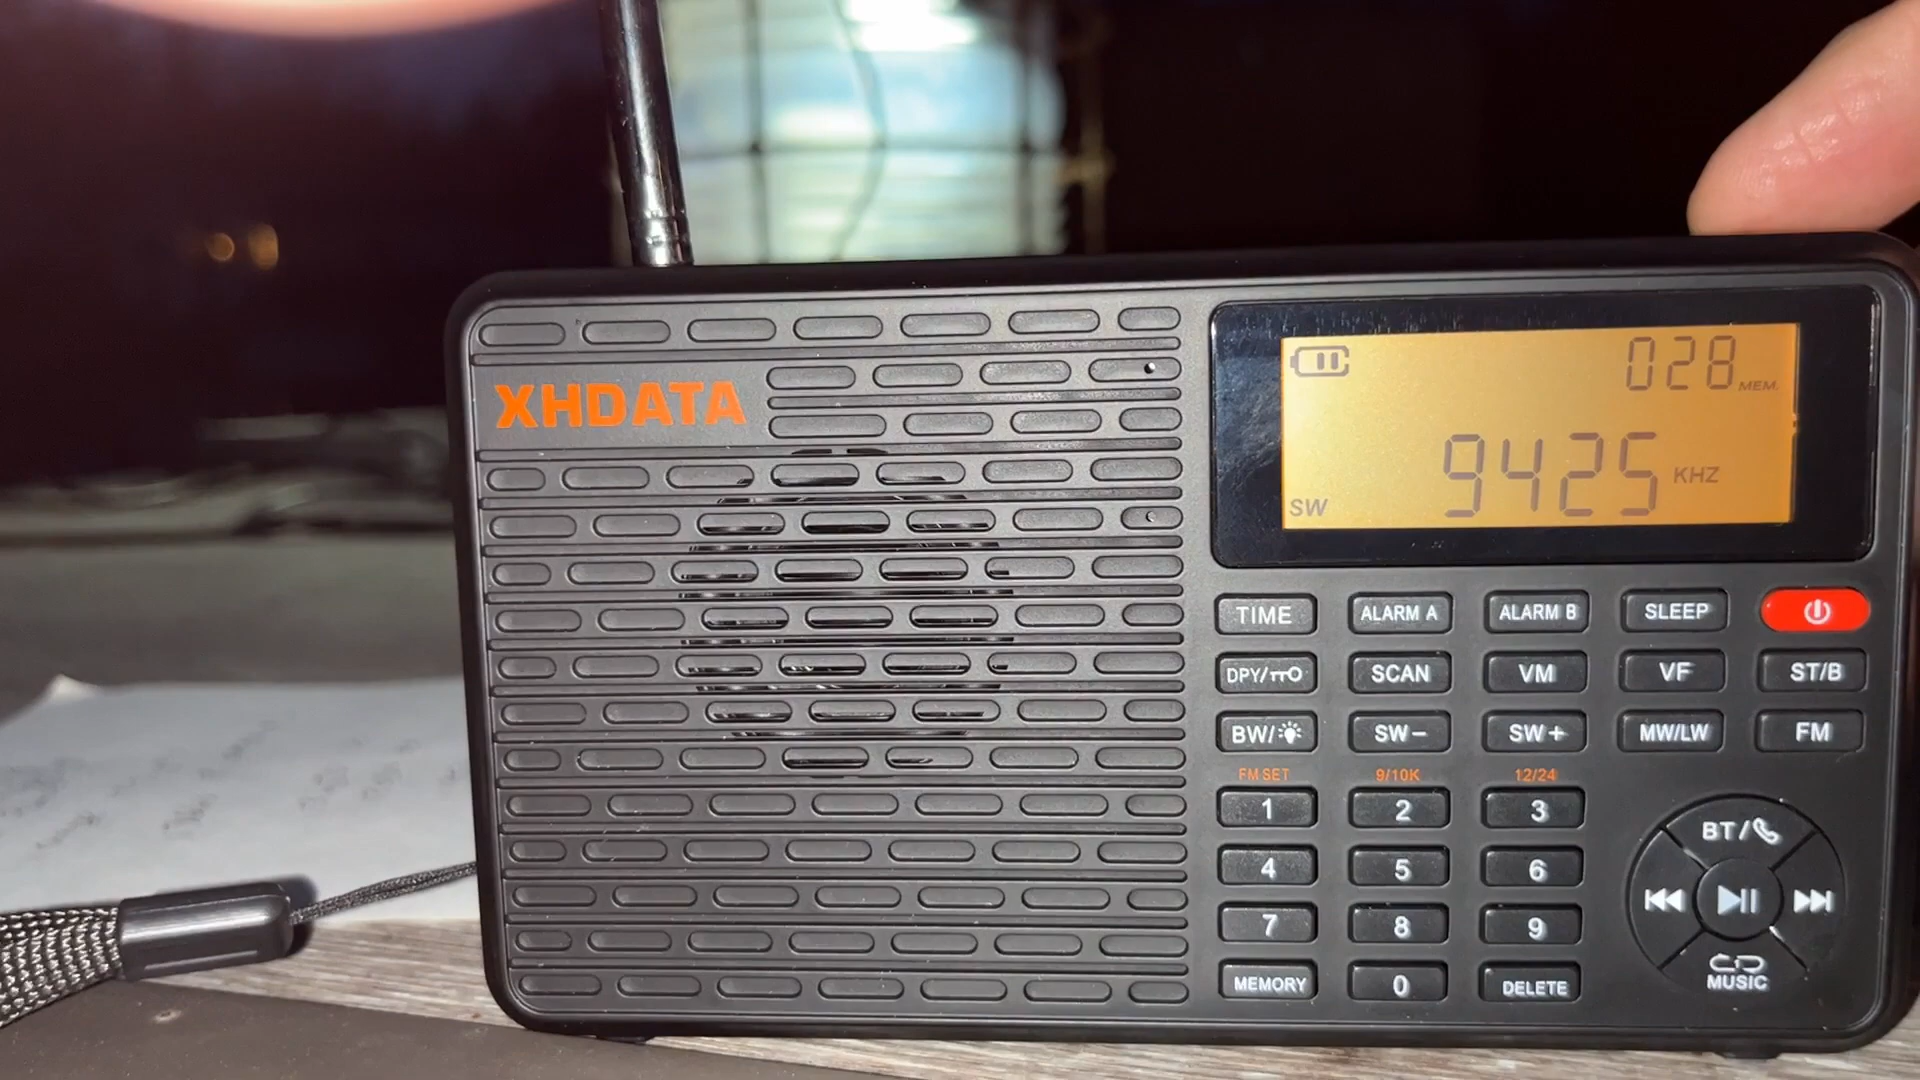 028 MEM.
XHDATA
9425 KHZ
SW
TIME ALARM A ALARM B SLEEP
DPY/ SCAN VM VF ST/B
BW/ SW− SW+ MW/LW FM
FM SET 9/10K 12/24
1 2 3
BT/
4 5 6
7 8 9
MUSIC
MEMORY 0 DELETE